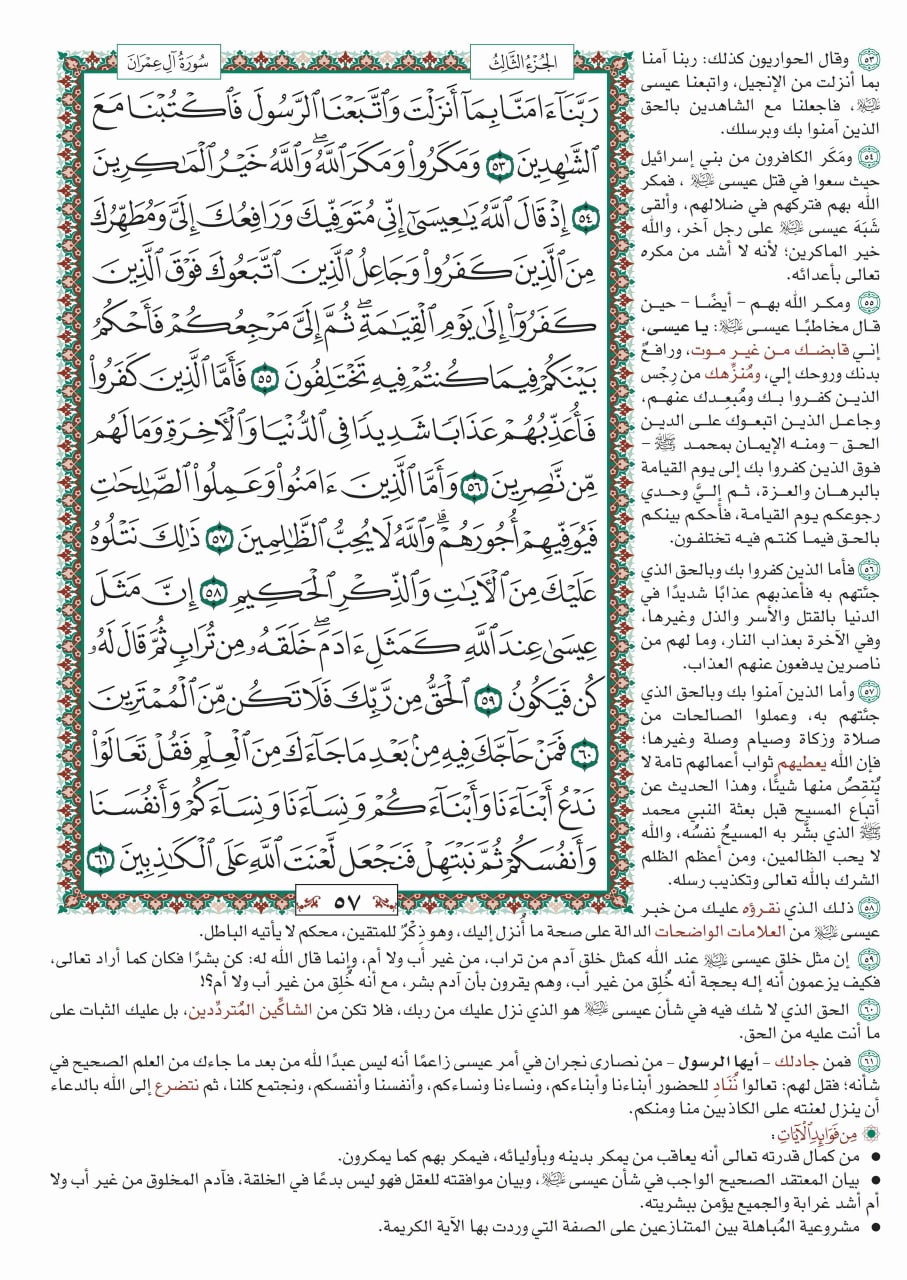 سُورَةُ آلِ عِمْرَانَ
الجُزْءُ الثَّالِثُ
رَبَّنَآ ءَامَنَّا بِمَآ أَنزَلْتَ وَٱتَّبَعْنَا ٱلرَّسُولَ فَٱكْتُبْنَا مَعَ
ٱلشَّٰهِدِينَ ٥٣ وَمَكَرُوا۟ وَمَكَرَ ٱللَّهُ ۖ وَٱللَّهُ خَيْرُ ٱلْمَٰكِرِينَ
٥٤ إِذْ قَالَ ٱللَّهُ يَٰعِيسَىٰٓ إِنِّى مُتَوَفِّيكَ وَرَافِعُكَ إِلَىَّ وَمُطَهِّرُكَ
مِنَ ٱلَّذِينَ كَفَرُوا۟ وَجَاعِلُ ٱلَّذِينَ ٱتَّبَعُوكَ فَوْقَ ٱلَّذِينَ
كَفَرُوٓا۟ إِلَىٰ يَوْمِ ٱلْقِيَٰمَةِ ۖ ثُمَّ إِلَىَّ مَرْجِعُكُمْ فَأَحْكُمُ
بَيْنَكُمْ فِيمَا كُنتُمْ فِيهِ تَخْتَلِفُونَ ٥٥ فَأَمَّا ٱلَّذِينَ كَفَرُوا۟
فَأُعَذِّبُهُمْ عَذَابًا شَدِيدًا فِى ٱلدُّنْيَا وَٱلْءَاخِرَةِ وَمَا لَهُم
مِّن نَّٰصِرِينَ ٥٦ وَأَمَّا ٱلَّذِينَ ءَامَنُوا۟ وَعَمِلُوا۟ ٱلصَّٰلِحَٰتِ
فَيُوَفِّيهِمْ أُجُورَهُمْ ۗ وَٱللَّهُ لَا يُحِبُّ ٱلظَّٰلِمِينَ ٥٧ ذَٰلِكَ نَتْلُوهُ
عَلَيْكَ مِنَ ٱلْءَايَٰتِ وَٱلذِّكْرِ ٱلْحَكِيمِ ٥٨ إِنَّ مَثَلَ
عِيسَىٰ عِندَ ٱللَّهِ كَمَثَلِ ءَادَمَ ۖ خَلَقَهُۥ مِن تُرَابٍ ثُمَّ قَالَ لَهُۥ
كُن فَيَكُونُ ٥٩ ٱلْحَقُّ مِن رَّبِّكَ فَلَا تَكُن مِّنَ ٱلْمُمْتَرِينَ
٦٠ فَمَنْ حَآجَّكَ فِيهِ مِنۢ بَعْدِ مَا جَآءَكَ مِنَ ٱلْعِلْمِ فَقُلْ تَعَالَوْا۟
نَدْعُ أَبْنَآءَنَا وَأَبْنَآءَكُمْ وَنِسَآءَنَا وَنِسَآءَكُمْ وَأَنفُسَنَا
وَأَنفُسَكُمْ ثُمَّ نَبْتَهِلْ فَنَجْعَل لَّعْنَتَ ٱللَّهِ عَلَى ٱلْكَٰذِبِينَ ٦١
٥٧
٥٣ وقال الحواريون كذلك: ربنا آمنا
بما أنزلت من الإنجيل، واتبعنا عيسى
عليه السلام، فاجعلنا مع الشاهدين بالحق
الذين آمنوا بك وبرسلك.
٥٤ ومَكَر الكافرون من بني إسرائيل
حيث سعوا في قتل عيسى عليه السلام، فمكر
الله بهم فتركهم في ضلالهم، وألقى
شَبَهَ عيسى عليه السلام على رجل آخر، والله
خير الماكرين؛ لأنه لا أشد من مكره
تعالى بأعدائه.
٥٥ ومكر الله بهم - أيضًا - حين
قال مخاطبًا عيسى عليه السلام: يا عيسى،
إني قابضك من غير موت، ورافعٌ
بدنك وروحك إلي، ومُنزِّهك من رِجْس
الذين كفروا بك ومُبعِدك عنهم،
وجاعل الذين اتبعوك على الدين
الحق - ومنه الإيمان بمحمد ﷺ -
فوق الذين كفروا بك إلى يوم القيامة
بالبرهان والعزة، ثم إليَّ وحدي
رجوعكم يوم القيامة، فأحكم بينكم
بالحق فيما كنتم فيه تختلفون.
٥٦ فأما الذين كفروا بك وبالحق الذي
جئتهم به فأعذبهم عذابًا شديدًا في
الدنيا بالقتل والأسر والذل وغيرها،
وفي الآخرة بعذاب النار، وما لهم من
ناصرين يدفعون عنهم العذاب.
٥٧ وأما الذين آمنوا بك وبالحق الذي
جئتهم به، وعملوا الصالحات من
صلاة وزكاة وصيام وصلة وغيرها؛
فإن الله يعطيهم ثواب أعمالهم تامة لا
يُنقِصُ منها شيئًا، وهذا الحديث عن
أتباع المسيح قبل بعثة النبي محمد
ﷺ الذي بشَّر به المسيحُ نفسُه، والله
لا يحب الظالمين، ومن أعظم الظلم
الشرك بالله تعالى وتكذيب رسله.
٥٨ ذلك الذي نقرؤه عليك من خبر
عيسى عليه السلام من العلامات الواضحات الدالة على صحة ما أُنزل إليك، وهو ذِكْرٌ للمتقين، محكم لا يأتيه الباطل.
٥٩ إن مثل خلق عيسى عليه السلام عند الله كمثل خلق آدم من تراب، من غير أب ولا أم، وإنما قال الله له: كن بشرًا فكان كما أراد تعالى،
فكيف يزعمون أنه إله بحجة أنه خُلِق من غير أب، وهم يقرون بأن آدم بشر، مع أنه خُلِق من غير أب ولا أم؟!
٦٠ الحق الذي لا شك فيه في شأن عيسى عليه السلام هو الذي نزل عليك من ربك، فلا تكن من الشاكِّين المُتردِّدين، بل عليك الثبات على
ما أنت عليه من الحق.
٦١ فمن جادلك - أيها الرسول - من نصارى نجران في أمر عيسى زاعمًا أنه ليس عبدًا لله من بعد ما جاءك من العلم الصحيح في
شأنه؛ فقل لهم: تعالوا نُنَادِ للحضور أبناءنا وأبناءكم، ونساءنا ونساءكم، وأنفسنا وأنفسكم، ونجتمع كلنا، ثم نتضرع إلى الله بالدعاء
أن ينزل لعنته على الكاذبين منا ومنكم.
مِن فَوَائِدِ الآيَاتِ:
• من كمال قدرته تعالى أنه يعاقب من يمكر بدينه وبأوليائه، فيمكر بهم كما يمكرون.
• بيان المعتقد الصحيح الواجب في شأن عيسى عليه السلام، وبيان موافقته للعقل فهو ليس بدعًا في الخلقة، فآدم المخلوق من غير أب ولا
أم أشد غرابة والجميع يؤمن ببشريته.
• مشروعية المُباهلة بين المتنازعين على الصفة التي وردت بها الآية الكريمة.